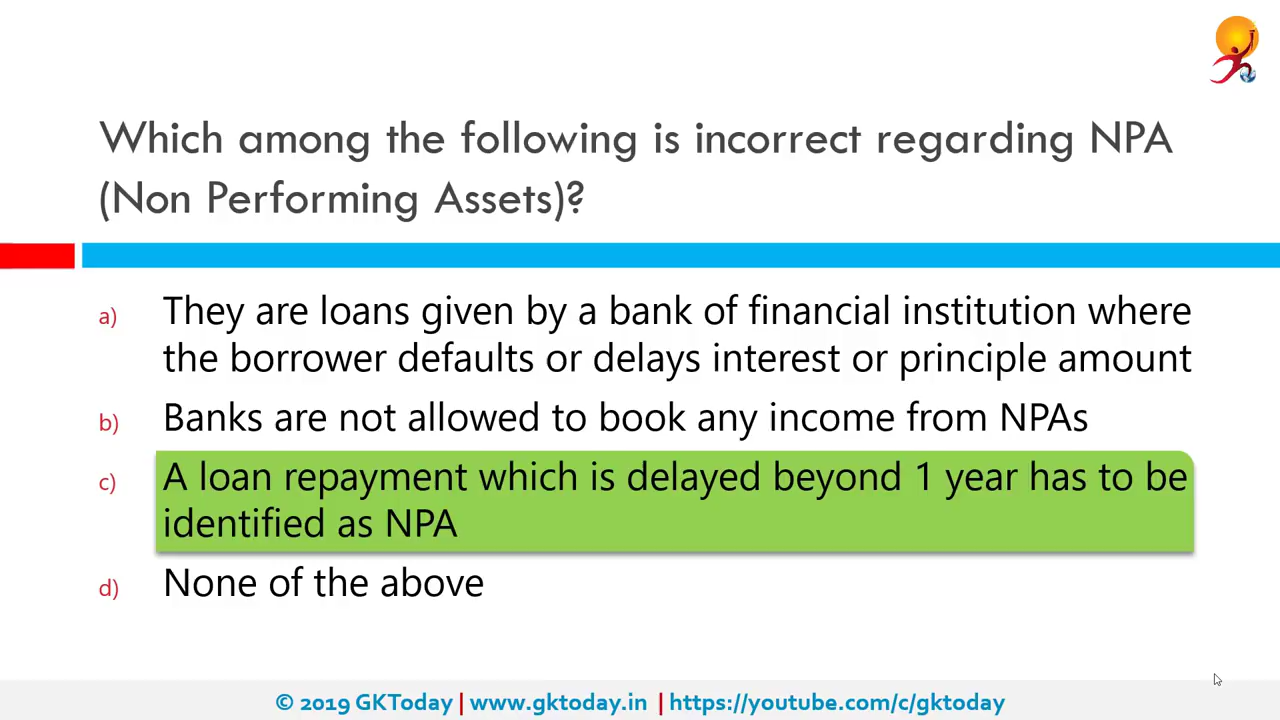 Which among the following is incorrect regarding NPA
(Non Performing Assets)?
a) They are loans given by a bank of financial institution where
the borrower defaults or delays interest or principle amount
b) Banks are not allowed to book any income from NPAs
c) A loan repayment which is delayed beyond 1 year has to be
identified as NPA
d) None of the above
© 2019 GKToday | www.gktoday.in | https://youtube.com/c/gktoday